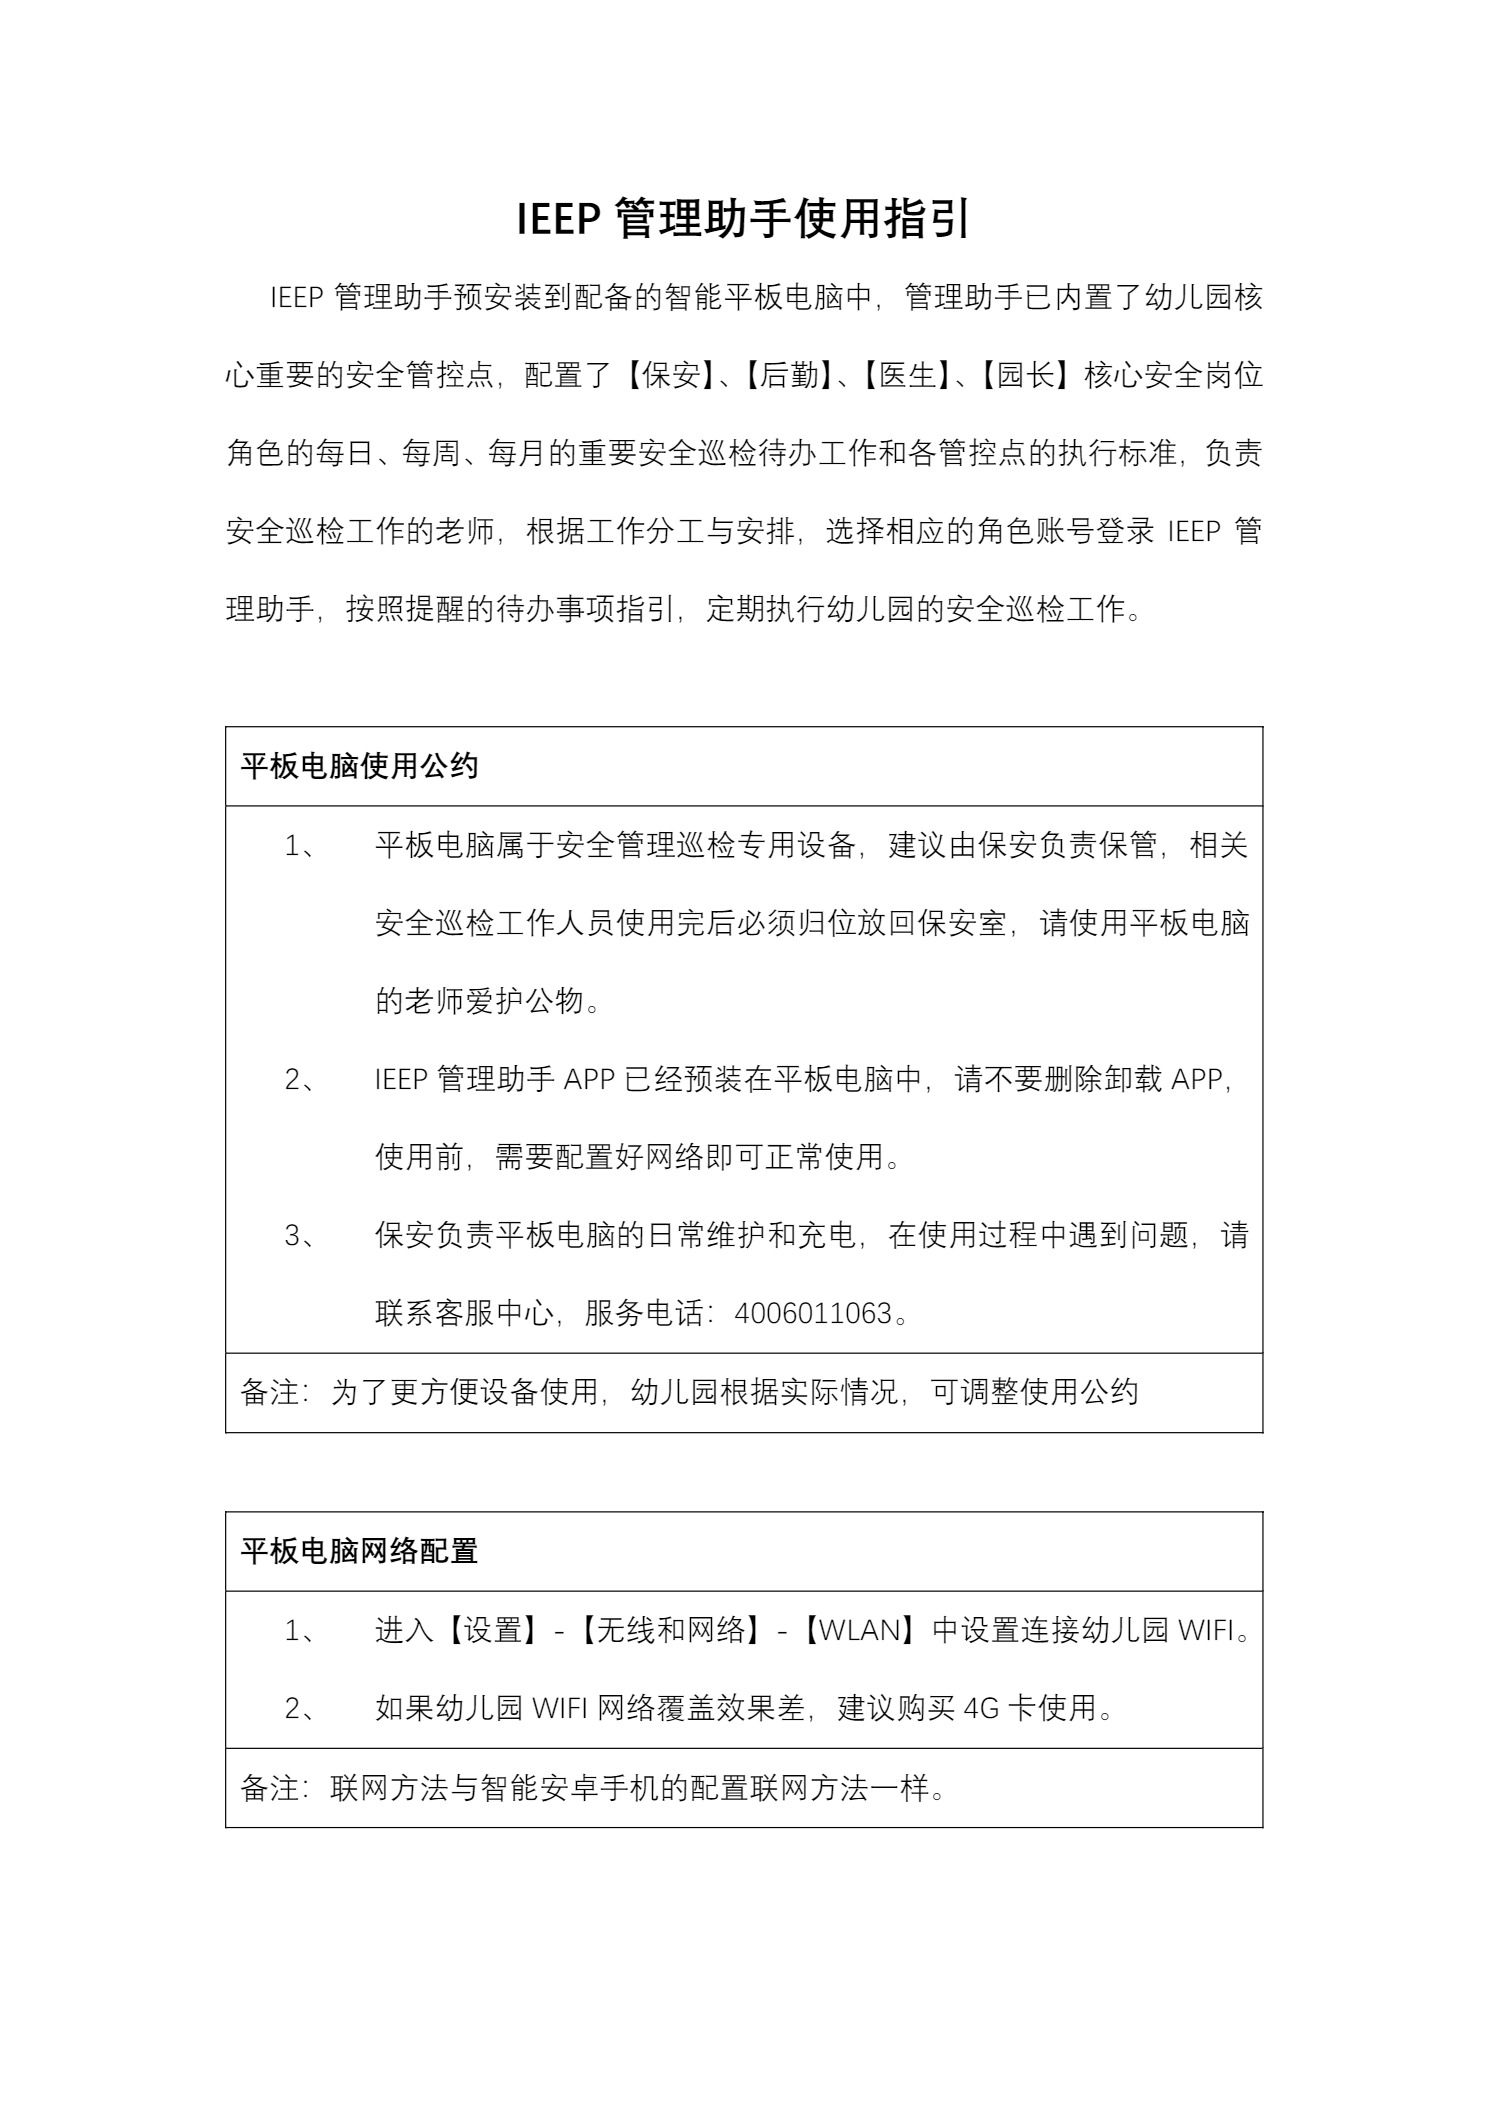 IEEP 管理助手使用指引
IEEP 管理助手预安装到配备的智能平板电脑中，管理助手已内置了幼儿园核
心重要的安全管控点，配置了【保安】、【后勤】、【医生】、【园长】核心安全岗位
角色的每日、每周、每月的重要安全巡检待办工作和各管控点的执行标准，负责
安全巡检工作的老师，根据工作分工与安排，选择相应的角色账号登录 IEEP 管
理助手，按照提醒的待办事项指引，定期执行幼儿园的安全巡检工作。
平板电脑使用公约
1、 平板电脑属于安全管理巡检专用设备，建议由保安负责保管，相关
安全巡检工作人员使用完后必须归位放回保安室，请使用平板电脑
的老师爱护公物。
2、 IEEP 管理助手 APP 已经预装在平板电脑中，请不要删除卸载 APP，
使用前，需要配置好网络即可正常使用。
3、 保安负责平板电脑的日常维护和充电，在使用过程中遇到问题，请
联系客服中心，服务电话：4006011063。
备注：为了更方便设备使用，幼儿园根据实际情况，可调整使用公约
平板电脑网络配置
1、 进入【设置】-【无线和网络】-【WLAN】中设置连接幼儿园 WIFI。
2、 如果幼儿园 WIFI 网络覆盖效果差，建议购买 4G 卡使用。
备注：联网方法与智能安卓手机的配置联网方法一样。